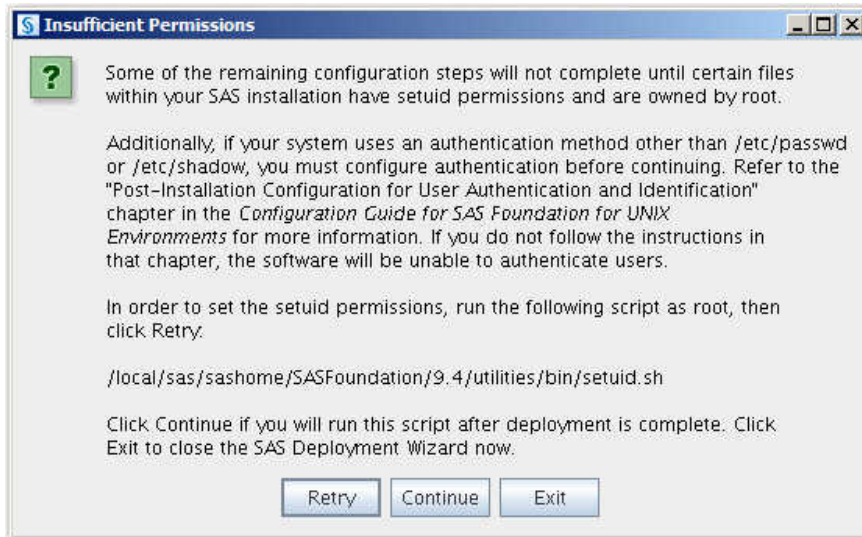 Insufficient Permissions
?
Some of the remaining configuration steps will not complete until certain files
within your SAS installation have setuid permissions and are owned by root.
Additionally, if your system uses an authentication method other than /etc/passwd
or /etc/shadow, you must configure authentication before continuing. Refer to the
"Post-Installation Configuration for User Authentication and Identification"
chapter in the Configuration Guide for SAS Foundation for UNIX
Environments for more information. If you do not follow the instructions in
that chapter, the software will be unable to authenticate users.
In order to set the setuid permissions, run the following script as root, then
click Retry:
/local/sas/sashome/SASFoundation/9.4/utilities/bin/setuid.sh
Click Continue if you will run this script after deployment is complete. Click
Exit to close the SAS Deployment Wizard now.
Retry Continue Exit